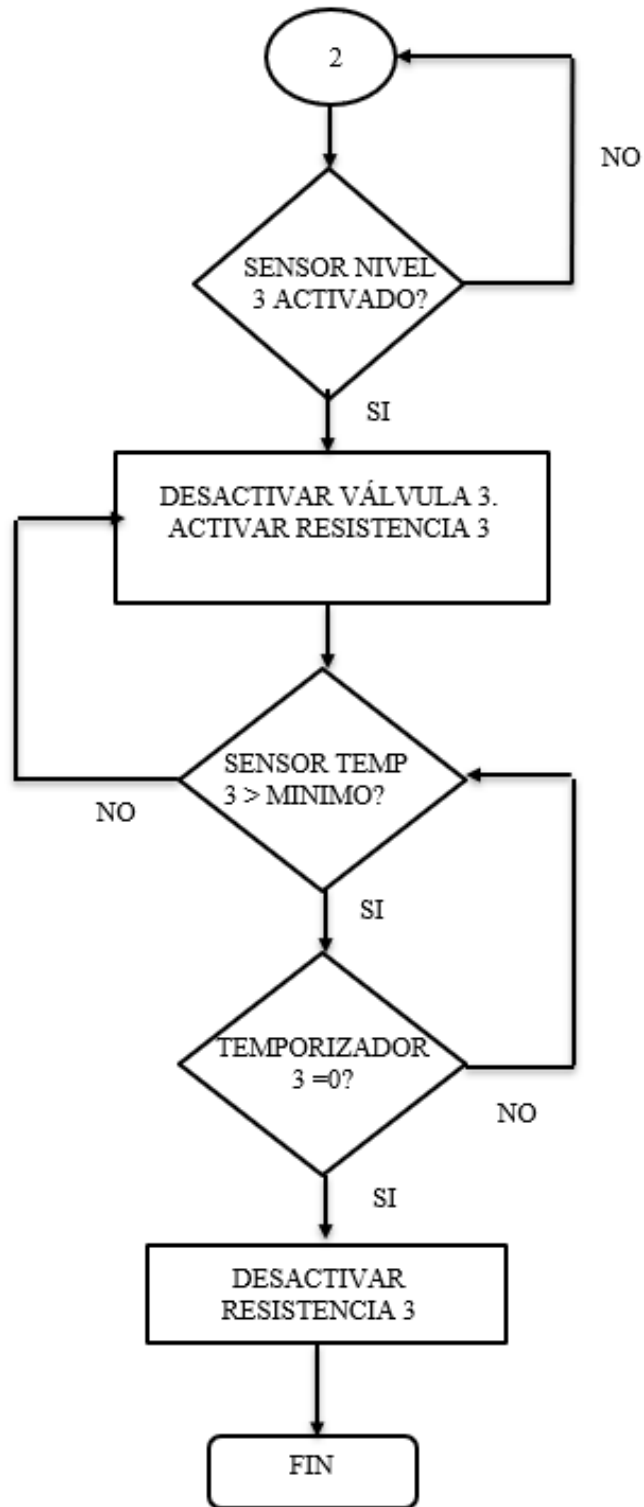 2
NO
SENSOR NIVEL
3 ACTIVADO?
SI
DESACTIVAR VÁLVULA 3.
ACTIVAR RESISTENCIA 3
SENSOR TEMP
3 > MINIMO?
NO
SI
TEMPORIZADOR
3 =0?
NO
SI
DESACTIVAR
RESISTENCIA 3
FIN